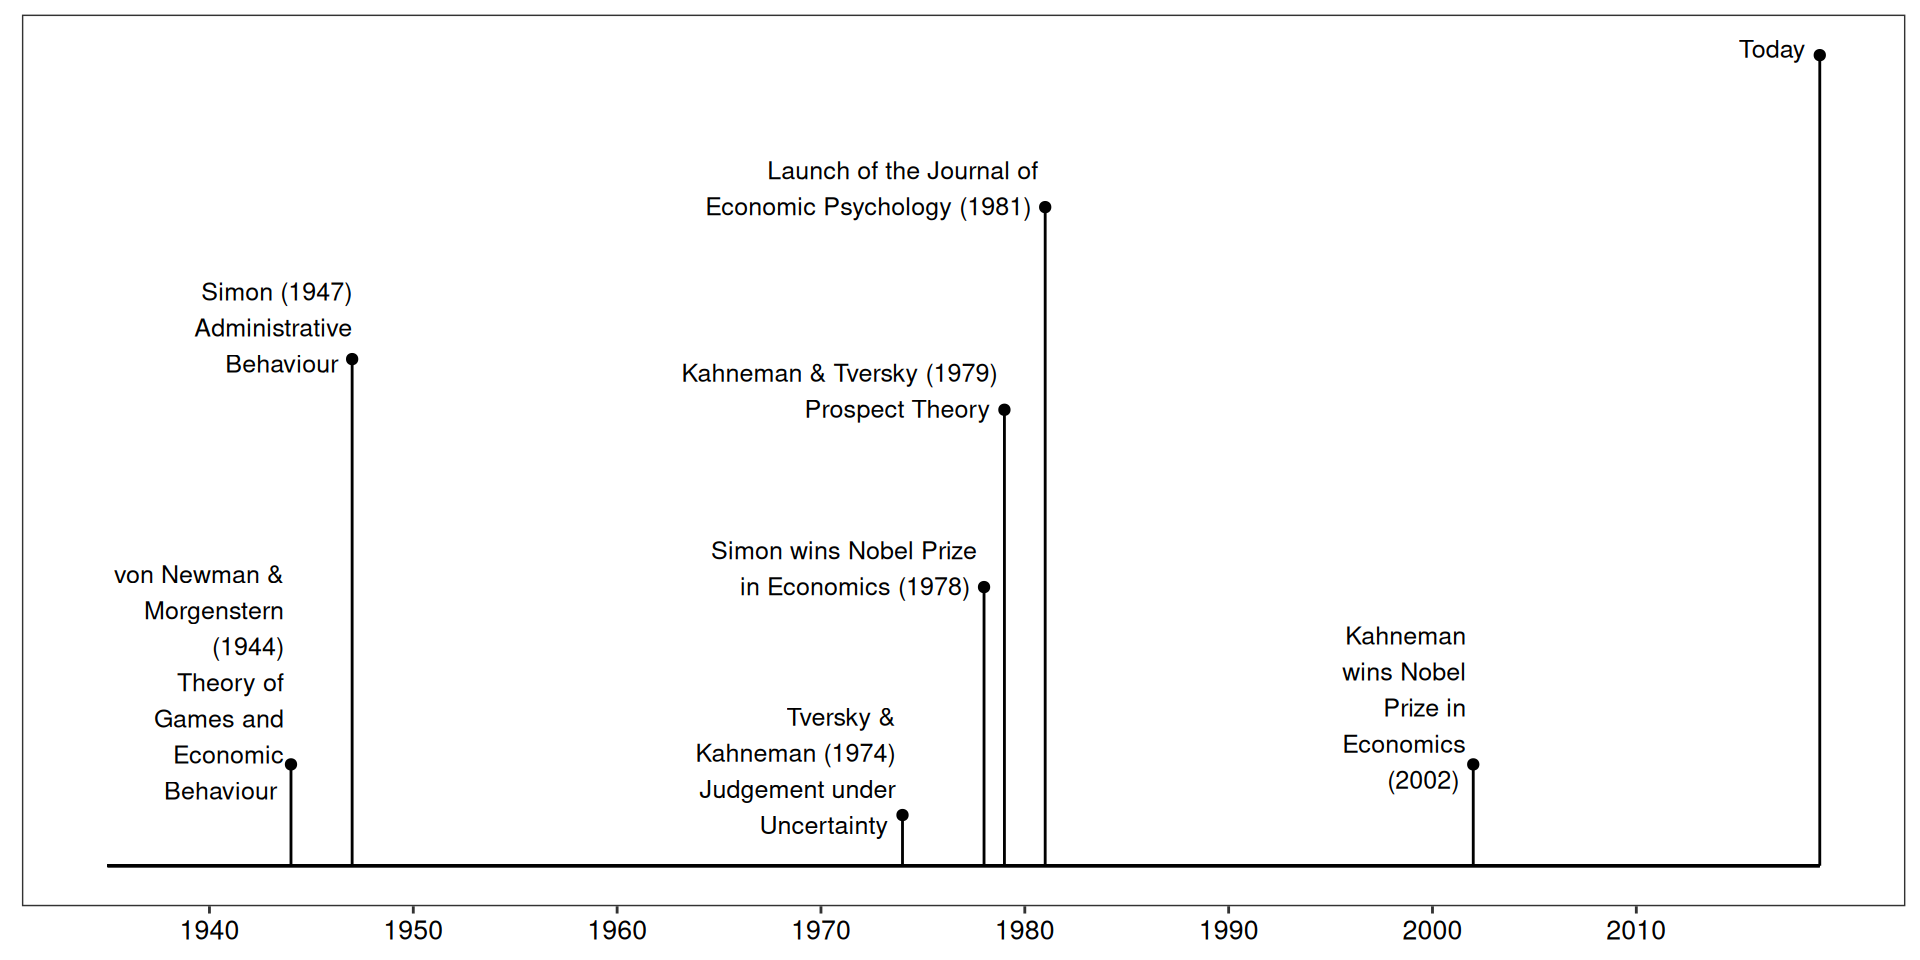 Today
Launch of the Journal of
Economic Psychology (1981)
Simon (1947)
Administrative
Behaviour
Kahneman & Tversky (1979)
Prospect Theory
Simon wins Nobel Prize
in Economics (1978)
von Newman &
Morgenstern
(1944)
Theory of
Games and
Economic
Behaviour
Kahneman
wins Nobel
Prize in
Economics
(2002)
Tversky &
Kahneman (1974)
Judgement under
Uncertainty
1940 1950 1960 1970 1980 1990 2000 2010